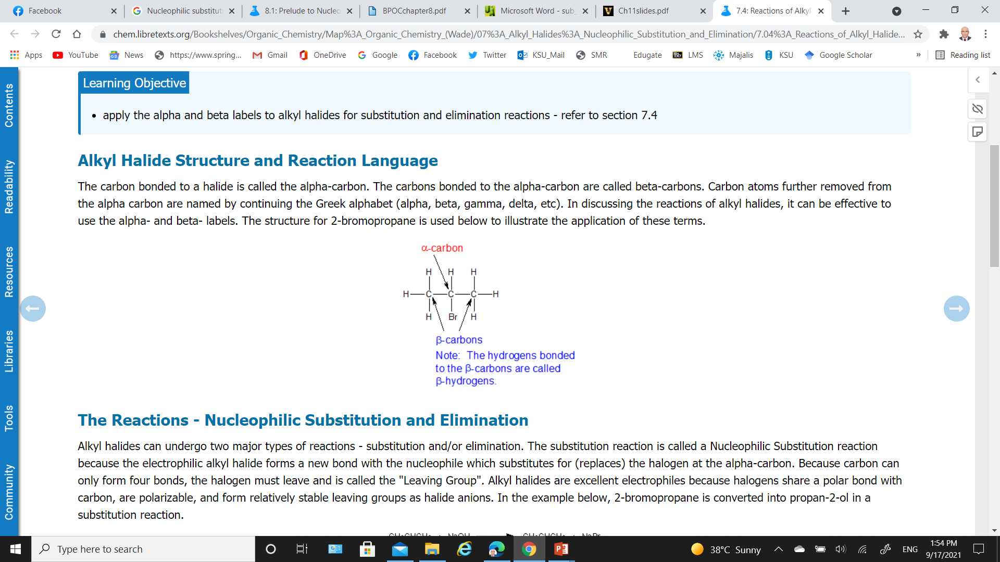 Facebook
Nucleophilic substituti
8.1: Prelude to Nucleo
BPOCchapter8.pdf
Microsoft Word - sub_
Ch11slides.pdf
7.4: Reactions of Alkyl
chem.libretexts.org/Bookshelves/Organic_Chemistry/Map%3A_Organic_Chemistry_(Wade)/07%3A_Alkyl_Halides%3A_Nucleophilic_Substitution_and_Elimination/7.04%3A_Reactions_of_Alkyl_Halide...
Apps YouTube News https://www.spring... Gmail OneDrive Google Facebook Twitter KSU_Mail SMR Edugate Bb LMS Majalis KSU Google Scholar » Reading list
Contents
Readability
Resources
Libraries
Tools
Community
Learning Objective
• apply the alpha and beta labels to alkyl halides for substitution and elimination reactions - refer to section 7.4
Alkyl Halide Structure and Reaction Language
The carbon bonded to a halide is called the alpha-carbon. The carbons bonded to the alpha-carbon are called beta-carbons. Carbon atoms further removed from
the alpha carbon are named by continuing the Greek alphabet (alpha, beta, gamma, delta, etc). In discussing the reactions of alkyl halides, it can be effective to
use the alpha- and beta- labels. The structure for 2-bromopropane is used below to illustrate the application of these terms.
α-carbon
H H H
H C C C H
H Br H
β-carbons
Note: The hydrogens bonded
to the β-carbons are called
β-hydrogens.
The Reactions - Nucleophilic Substitution and Elimination
Alkyl halides can undergo two major types of reactions - substitution and/or elimination. The substitution reaction is called a Nucleophilic Substitution reaction
because the electrophilic alkyl halide forms a new bond with the nucleophile which substitutes for (replaces) the halogen at the alpha-carbon. Because carbon can
only form four bonds, the halogen must leave and is called the "Leaving Group". Alkyl halides are excellent electrophiles because halogens share a polar bond with
carbon, are polarizable, and form relatively stable leaving groups as halide anions. In the example below, 2-bromopropane is converted into propan-2-ol in a
substitution reaction.
Type here to search
38°C Sunny
ENG
1:54 PM
9/17/2021